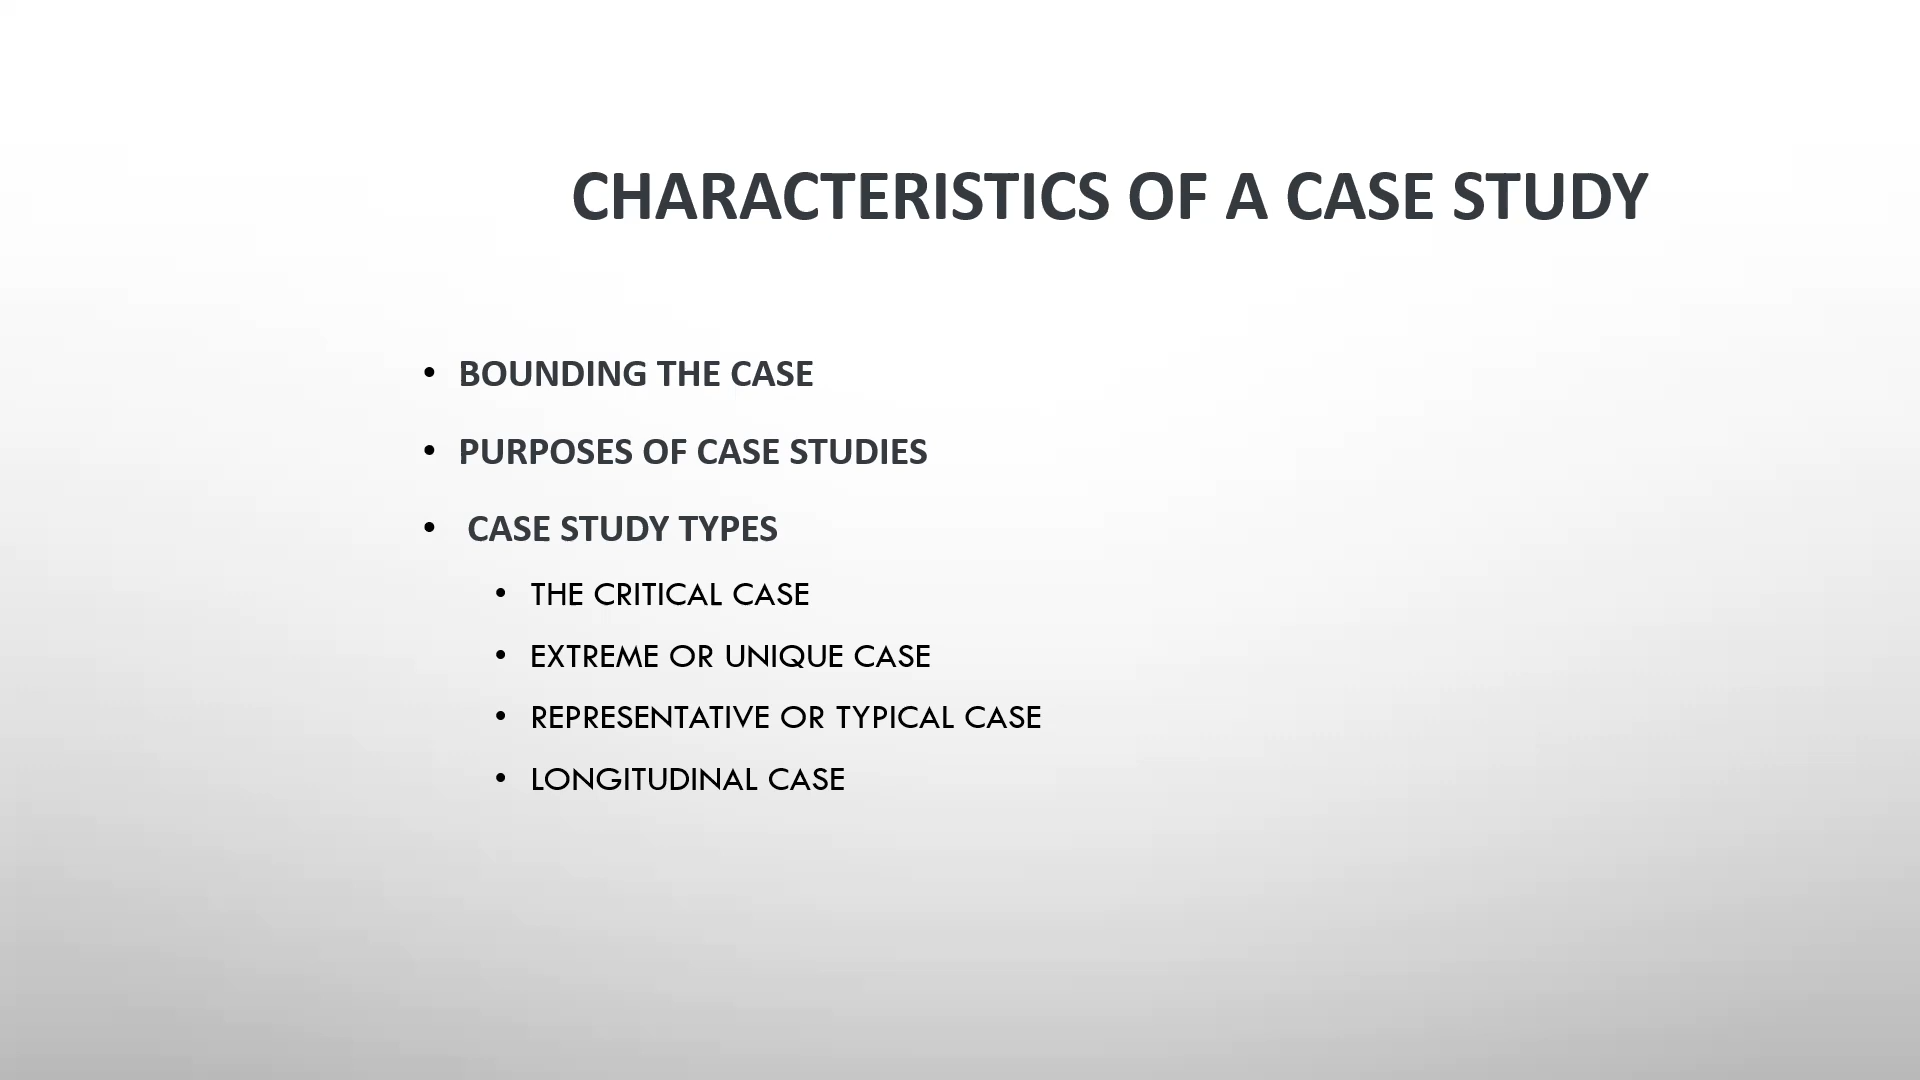 CHARACTERISTICS OF A CASE STUDY
• BOUNDING THE CASE
• PURPOSES OF CASE STUDIES
• CASE STUDY TYPES
• THE CRITICAL CASE
• EXTREME OR UNIQUE CASE
• REPRESENTATIVE OR TYPICAL CASE
• LONGITUDINAL CASE